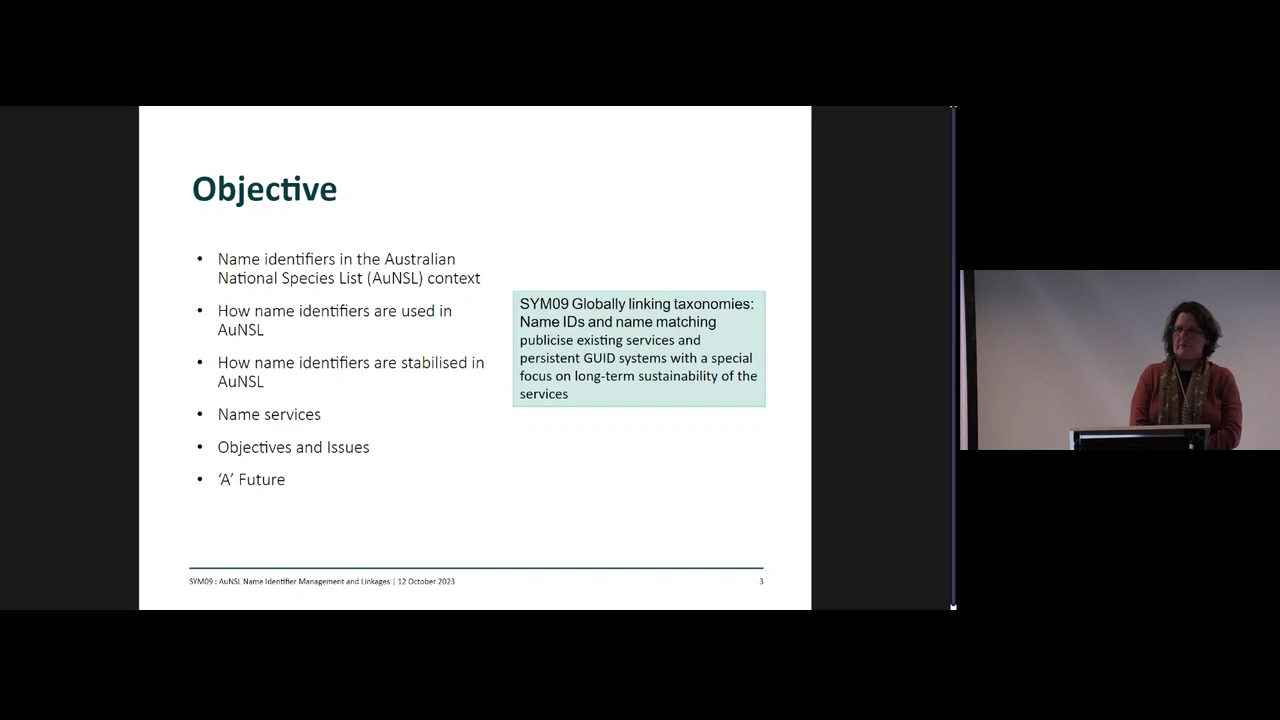 Objective
• Name identifiers in the Australian
National Species List (AuNSL) context
• How name identifiers are used in
AuNSL
• How name identifiers are stabilised in
AuNSL
• Name services
• Objectives and Issues
• ‘A’ Future
SYM09 Globally linking taxonomies:
Name IDs and name matching
publicise existing services and
persistent GUID systems with a special
focus on long-term sustainability of the
services
SYM09 : AuNSL Name Identifier Management and Linkages | 12 October 2023
3